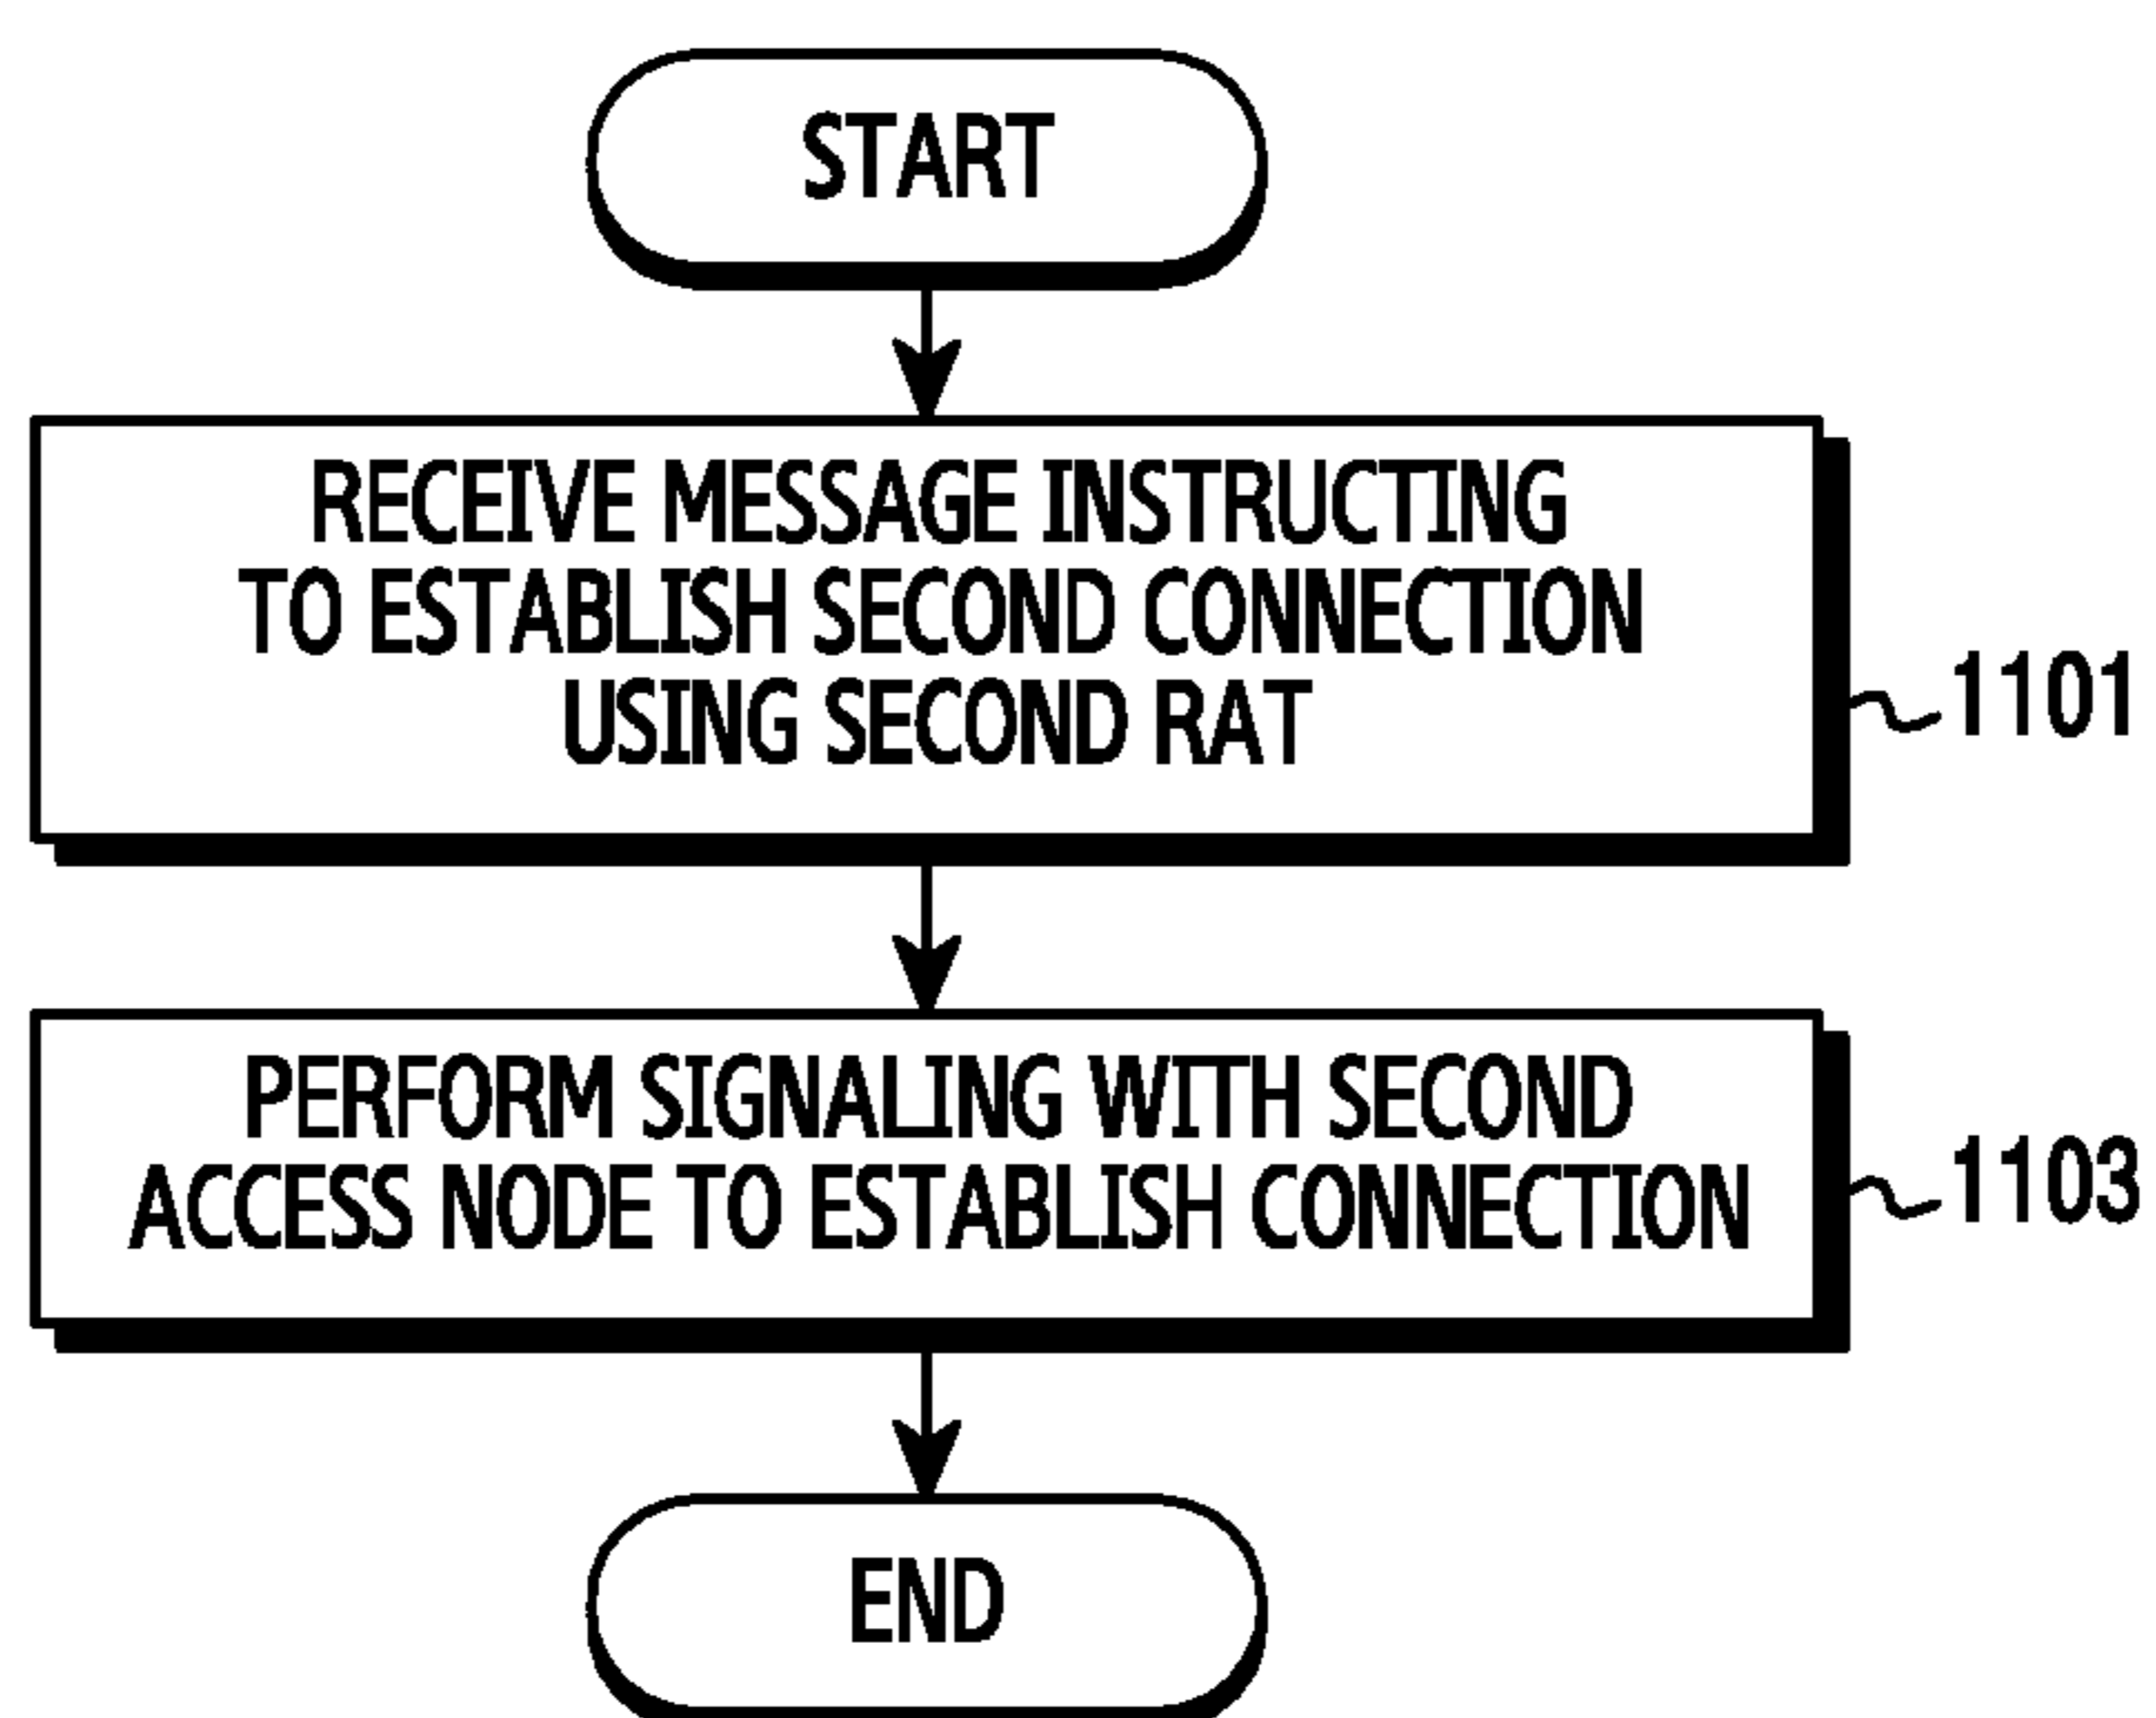 START
RECEIVE MESSAGE INSTRUCTING
TO ESTABLISH SECOND CONNECTION
USING SECOND RAT
1101
PERFORM SIGNALING WITH SECOND
ACCESS NODE TO ESTABLISH CONNECTION
1103
END